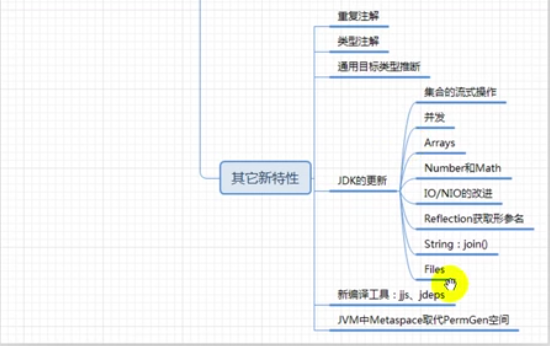 重复注解
类型注解
通用目标类型推断
集合的流式操作
并发
Arrays
Number和Math
其它新特性
JDK的更新
IO/NIO的改进
Reflection获取形参名
String：join()
Files
新编译工具：jjs、jdeps
JVM中Metaspace取代PermGen空间